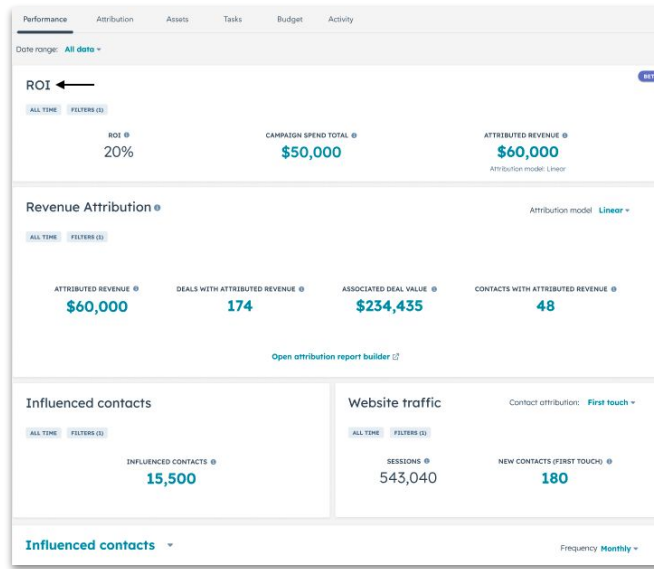 Performance Attribution Assets Tasks Budget Activity
Date range: All data
ROI
BET
ALL TIME FILTERS (1)
ROI CAMPAIGN SPEND TOTAL ATTRIBUTED REVENUE
20% $50,000 $60,000
Attribution model: Linear
Revenue Attribution
Attribution model Linear
ALL TIME FILTERS (1)
ATTRIBUTED REVENUE DEALS WITH ATTRIBUTED REVENUE ASSOCIATED DEAL VALUE CONTACTS WITH ATTRIBUTED REVENUE
$60,000 174 $234,435 48
Open attribution report builder
Influenced contacts
ALL TIME FILTERS (1)
INFLUENCED CONTACTS
15,500
Website traffic
Contact attribution: First touch
ALL TIME FILTERS (1)
SESSIONS NEW CONTACTS (FIRST TOUCH)
543,040 180
Influenced contacts
Frequency Monthly